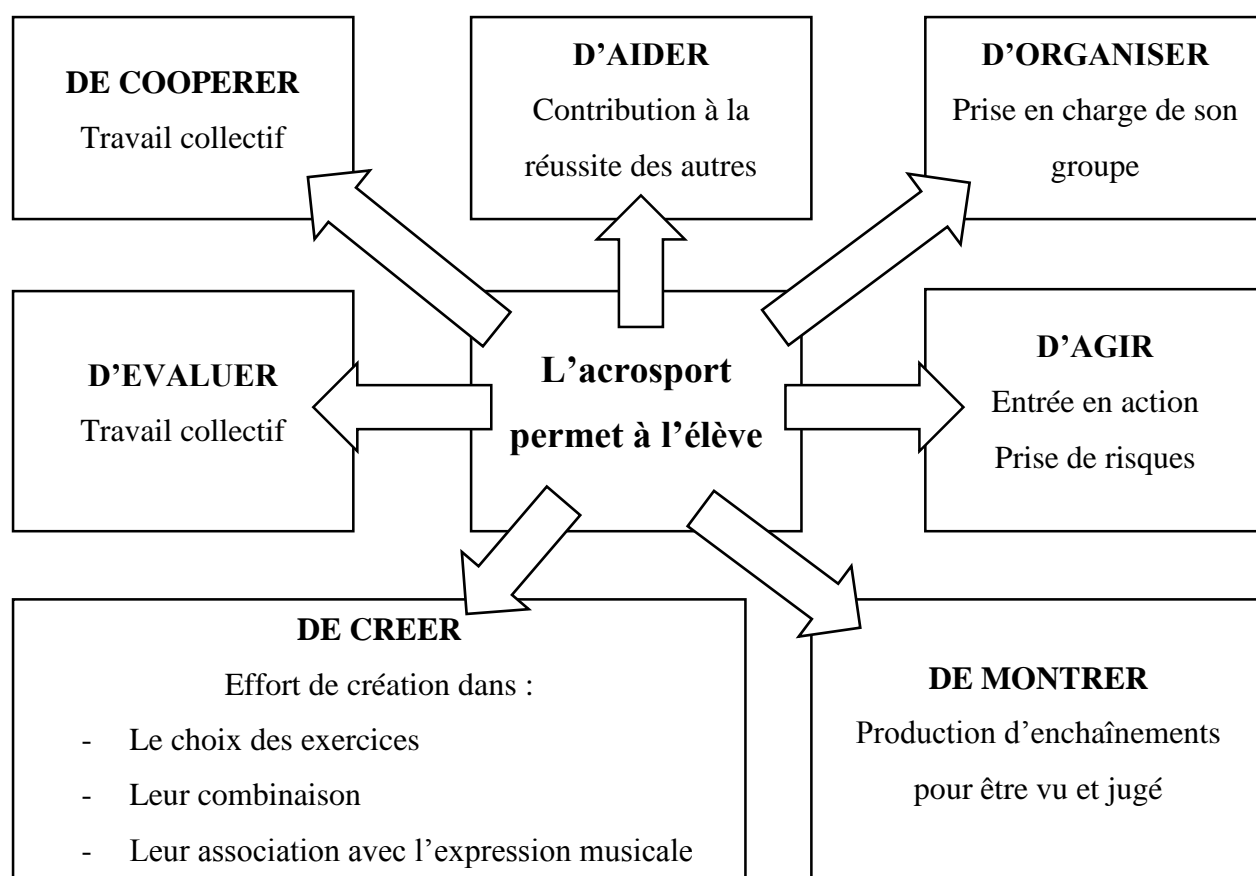 DE COOPERER
Travail collectif
D’AIDER
Contribution à la
réussite des autres
D’ORGANISER
Prise en charge de son
groupe
D’EVALUER
Travail collectif
L’acrosport
permet à l’élève
D’AGIR
Entrée en action
Prise de risques
DE CREER
Effort de création dans :
- Le choix des exercices
- Leur combinaison
- Leur association avec l’expression musicale
DE MONTRER
Production d’enchaînements
pour être vu et jugé